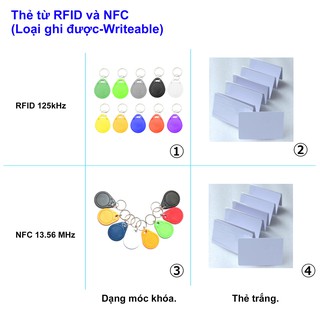 Thẻ từ RFID và NFC
(Loại ghi được-Writeable)
RFID 125kHz
①
②
NFC 13.56 MHz
③
④
Dạng móc khóa.
Thẻ trắng.